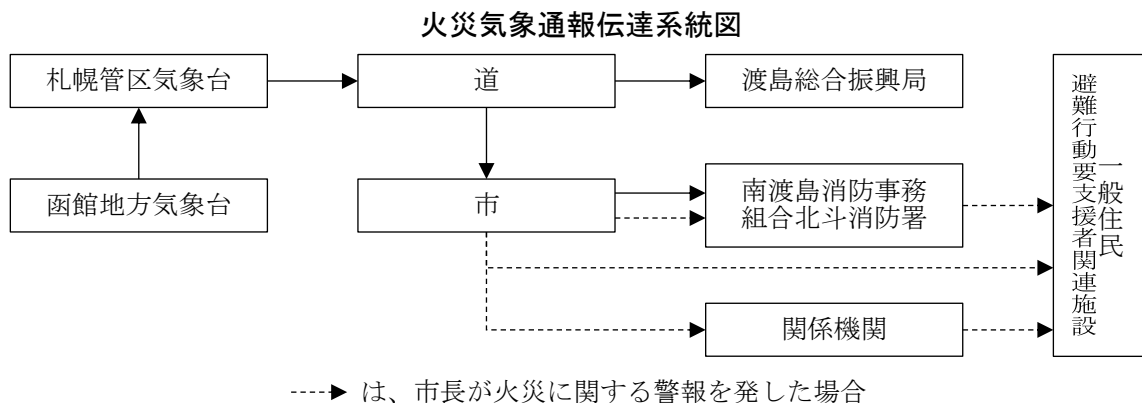 火災気象通報伝達系統図
札幌管区気象台
道
渡島総合振興局
函館地方気象台
市
南渡島消防事務
組合北斗消防署
関係機関
一般住民
避難行動要支援者関連施設
は、市長が火災に関する警報を発した場合